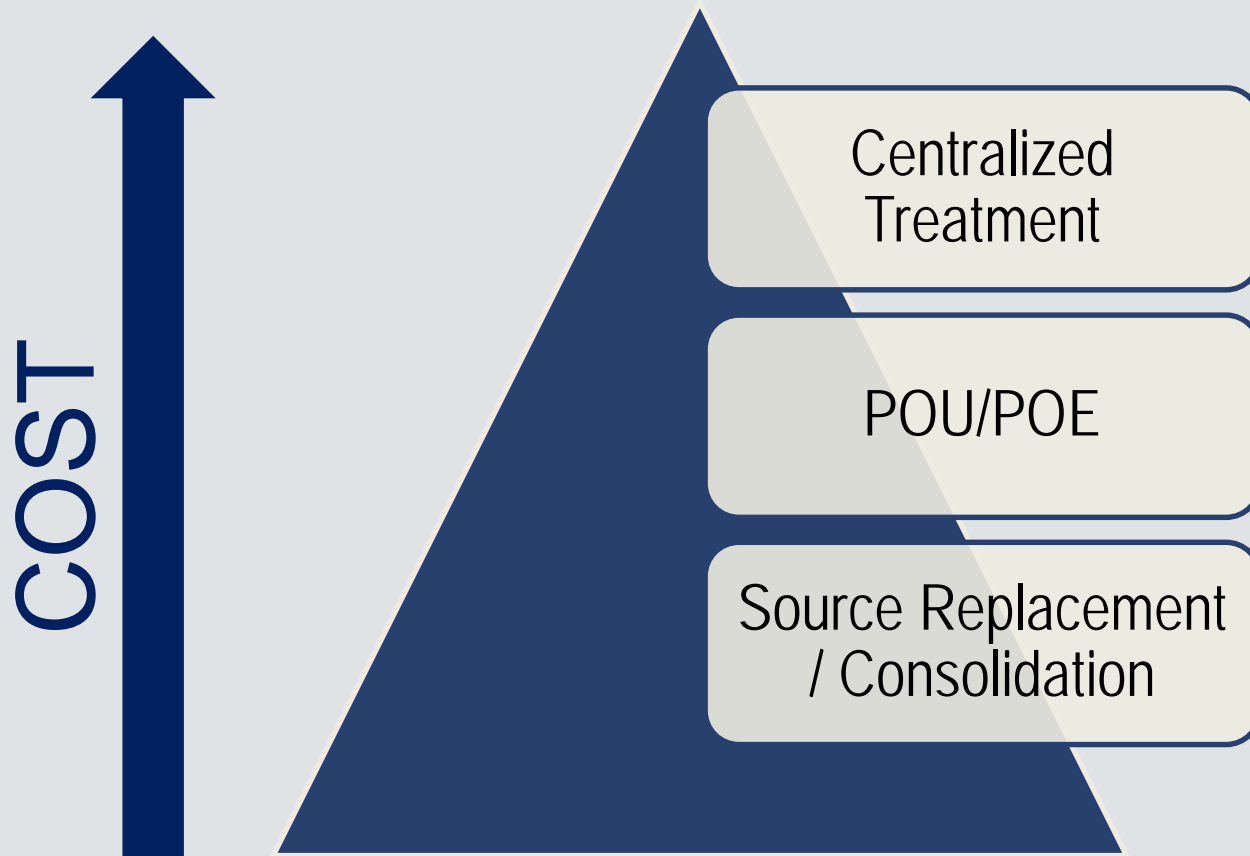 COST
Centralized
Treatment
POU/POE
Source Replacement
/ Consolidation